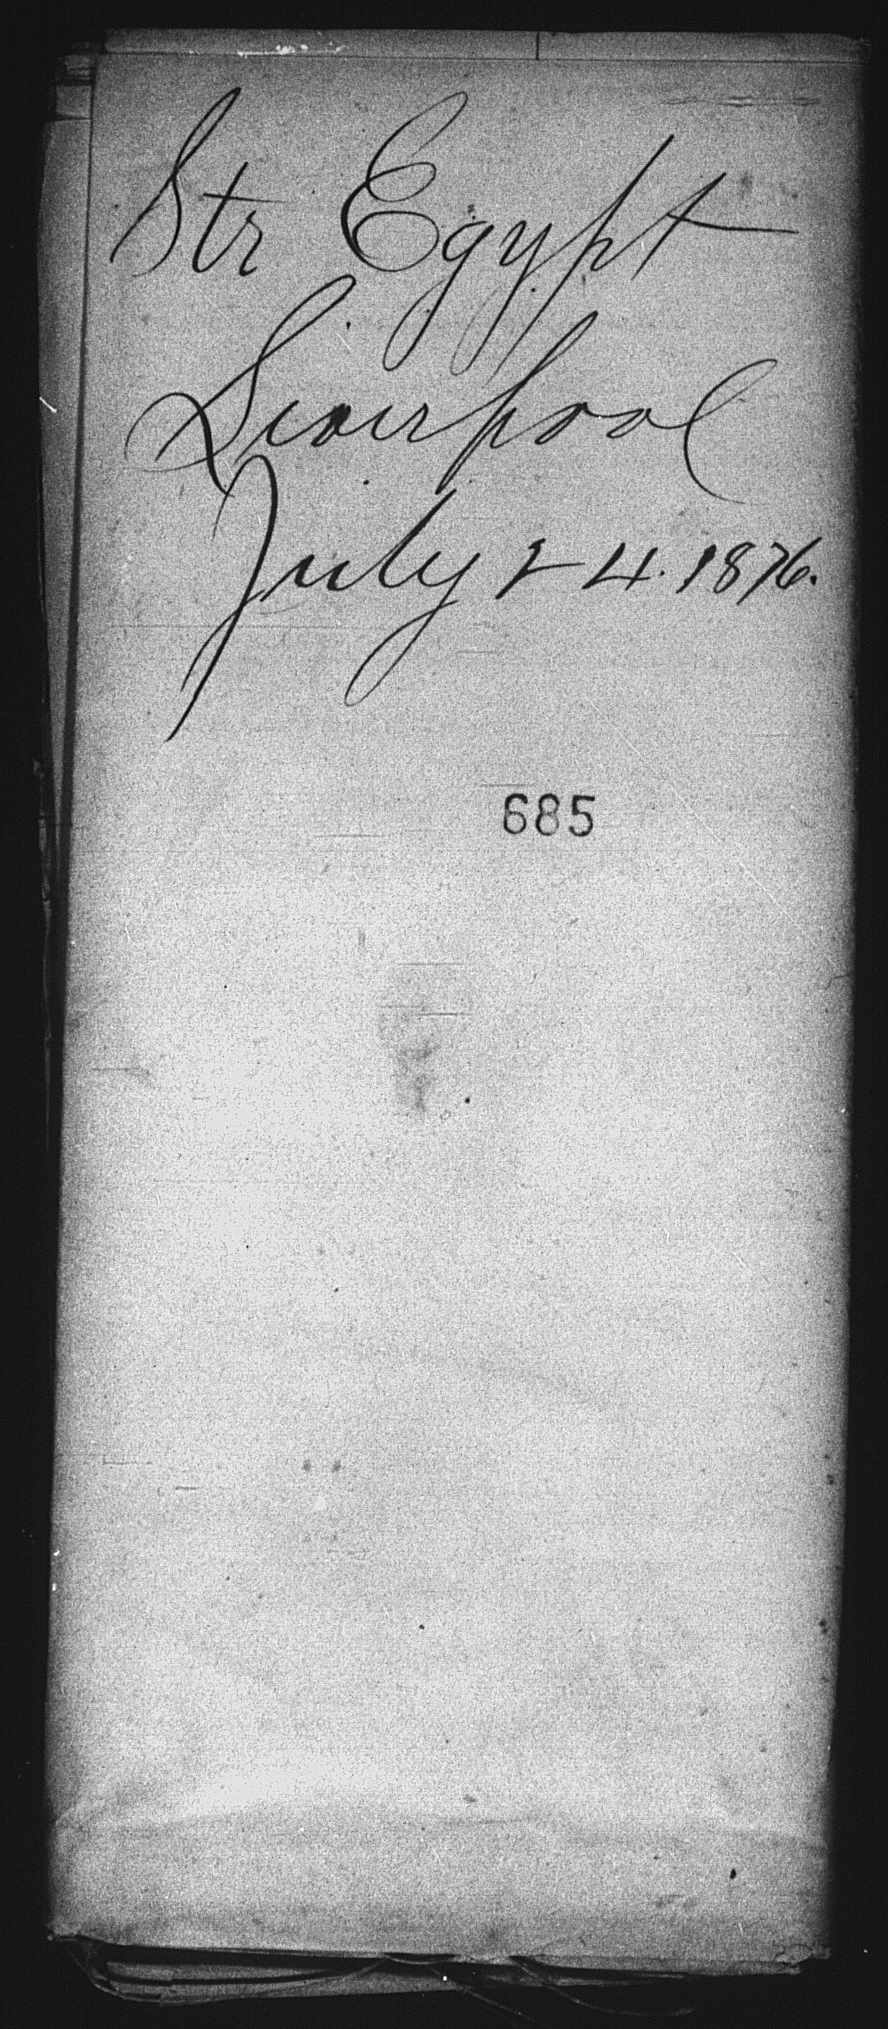 Str Egypt
Liverpool
July 24. 1876.
685